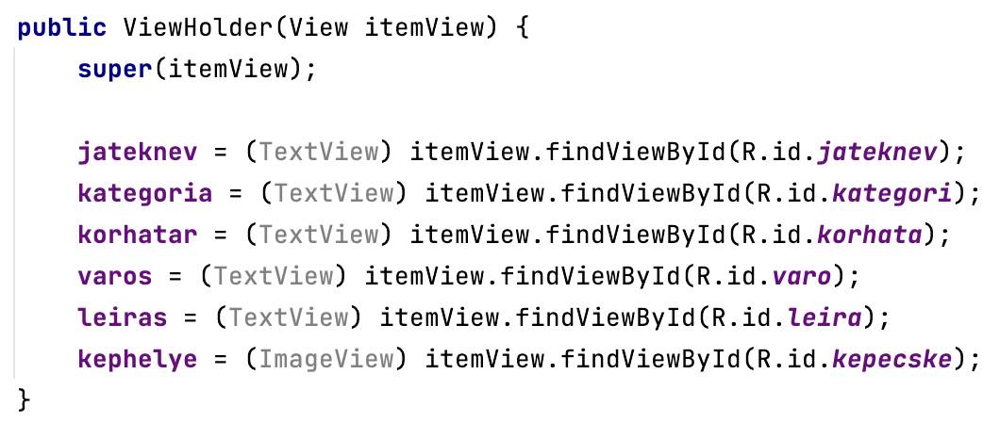 public ViewHolder(View itemView) {
super(itemView);
jateknev = (TextView) itemView.findViewById(R.id.jateknev);
kategoria = (TextView) itemView.findViewById(R.id.kategori);
korhatar = (TextView) itemView.findViewById(R.id.korhata);
varos = (TextView) itemView.findViewById(R.id.varo);
leiras = (TextView) itemView.findViewById(R.id.leira);
kephelye = (ImageView) itemView.findViewById(R.id.kepecske);
}